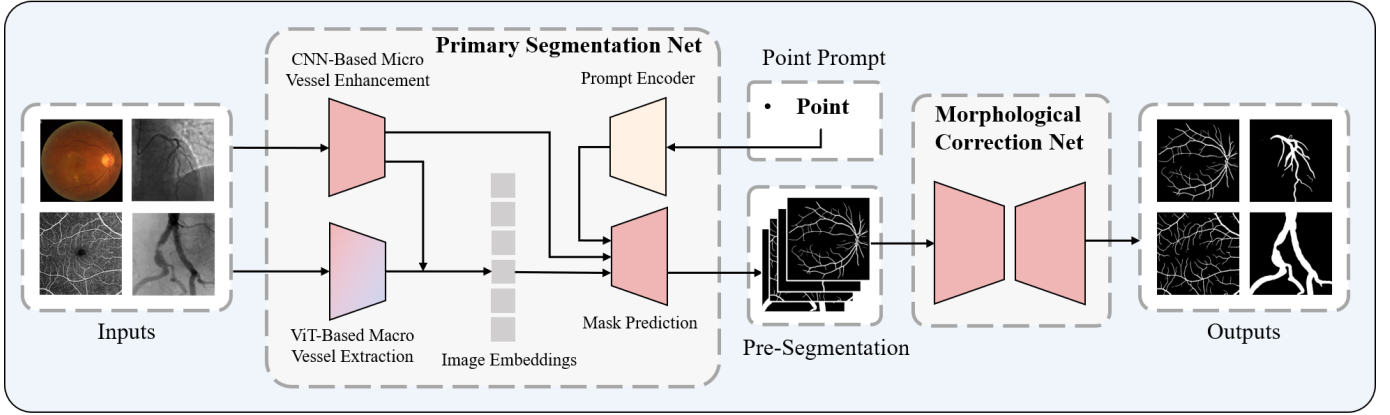 Primary Segmentation Net
CNN-Based Micro
Vessel Enhancement
Prompt Encoder
Point Prompt
• Point
Morphological
Correction Net
Inputs
ViT-Based Macro
Vessel Extraction
Image Embeddings
Mask Prediction
Pre-Segmentation
Outputs